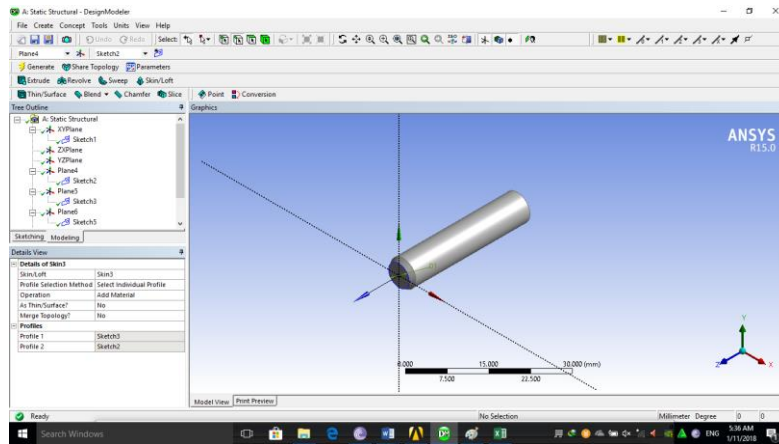 A: Static Structural - DesignModeler
File Create Concept Tools Units View Help
Undo Redo Select:
Plane4 Sketch2
Generate Share Topology Parameters
Extrude Revolve Sweep Skin/Loft
Thin/Surface Blend Chamfer Slice Point Conversion
Tree Outline
Graphics
A: Static Structural
XYPlane
Sketch1
ZXPlane
YZPlane
Plane4
Sketch2
Plane5
Sketch3
Plane6
Sketch5
Sketching Modeling
Details View
Details of Skin3
Skin/Loft Skin3
Profile Selection Method Select Individual Profile
Operation Add Material
As Thin/Surface? No
Merge Topology? No
Profiles
Profile 1 Sketch3
Profile 2 Sketch2
ANSYS
R15.0
0.000 15.000 30.000 (mm)
7.500 22.500
Y
Z X
Model View Print Preview
Ready No Selection Millimeter Degree 0 0
Search Windows
ENG 5:36 AM
1/11/2018